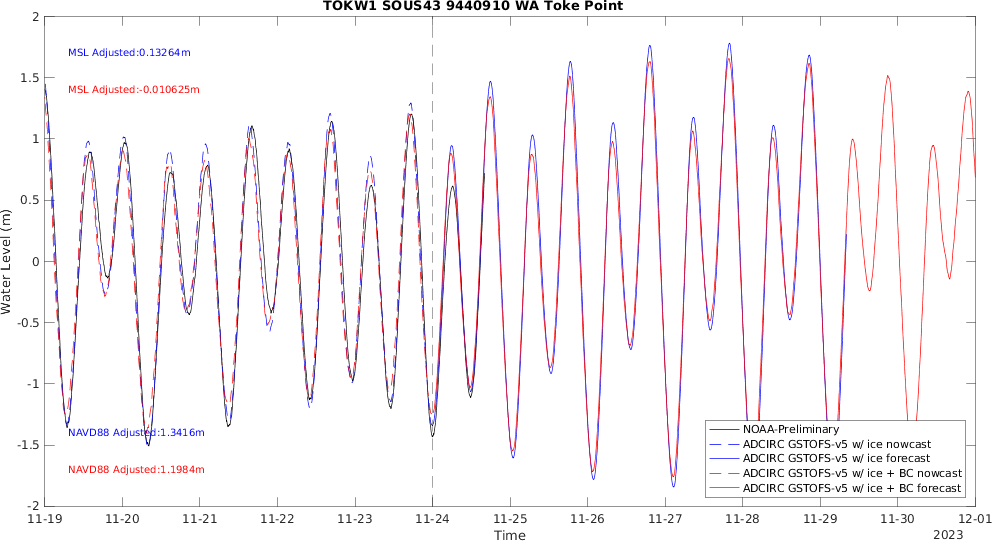 TOKW1 SOUS43 9440910 WA Toke Point
2
1.5
1
0.5
0
-0.5
-1
-1.5
-2
Water Level (m)
MSL Adjusted:0.13264m
MSL Adjusted:-0.010625m
NAVD88 Adjusted:1.3416m
NAVD88 Adjusted:1.1984m
NOAA-Preliminary
ADCIRC GSTOFS-v5 w/ ice nowcast
ADCIRC GSTOFS-v5 w/ ice forecast
ADCIRC GSTOFS-v5 w/ ice + BC nowcast
ADCIRC GSTOFS-v5 w/ ice + BC forecast
11-19 11-20 11-21 11-22 11-23 11-24 11-25 11-26 11-27 11-28 11-29 11-30 12-01
Time
2023